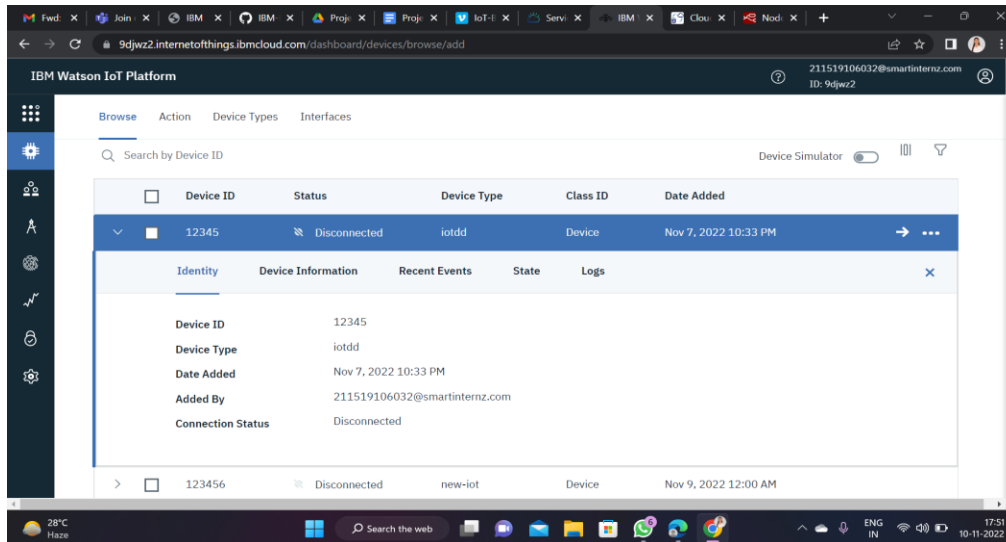 Fwd: Join IBM IBM- Proje Proje IoT-E Servi IBM Clou Node
9djwz2.internetofthings.ibmcloud.com/dashboard/devices/browse/add
IBM Watson IoT Platform
211519106032@smartinternz.com
ID: 9djwz2
Browse Action Device Types Interfaces
Search by Device ID Device Simulator
Device ID Status Device Type Class ID Date Added
12345 Disconnected iotdd Device Nov 7, 2022 10:33 PM
Identity Device Information Recent Events State Logs
Device ID 12345
Device Type iotdd
Date Added Nov 7, 2022 10:33 PM
Added By 211519106032@smartinternz.com
Connection Status Disconnected
123456 Disconnected new-iot Device Nov 9, 2022 12:00 AM
28°C
Haze
Search the web
6
ENG
IN
17:51
10-11-2022